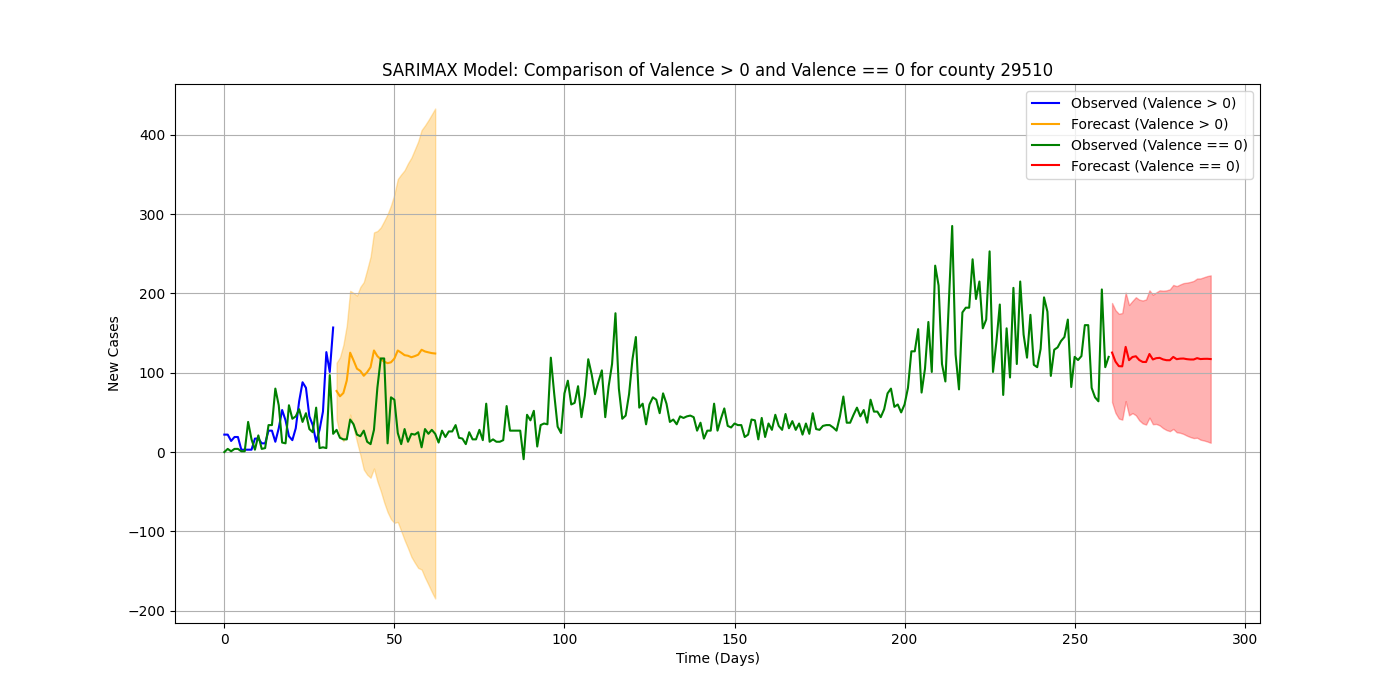 SARIMAX Model: Comparison of Valence > 0 and Valence == 0 for county 29510
Observed (Valence > 0)
Forecast (Valence > 0)
Observed (Valence == 0)
Forecast (Valence == 0)
New Cases
400
300
200
100
0
−100
−200
0 50 100 150 200 250 300
Time (Days)